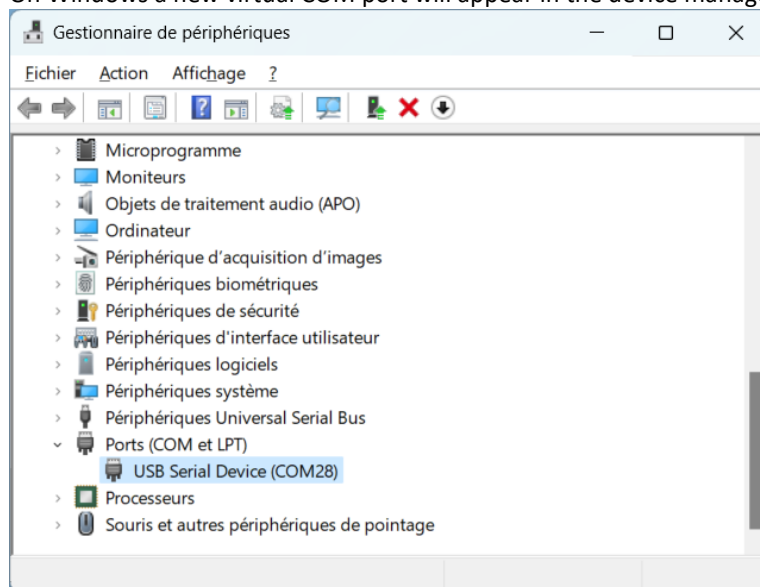 On Windows a new virtual COM port will appear in the device manag
Gestionnaire de périphériques
Fichier Action Affichage ?
Microprogramme
Moniteurs
Objets de traitement audio (APO)
Ordinateur
Périphérique d'acquisition d'images
Périphériques biométriques
Périphériques de sécurité
Périphériques d'interface utilisateur
Périphériques logiciels
Périphériques système
Périphériques Universal Serial Bus
Ports (COM et LPT)
USB Serial Device (COM28)
Processeurs
Souris et autres périphériques de pointage